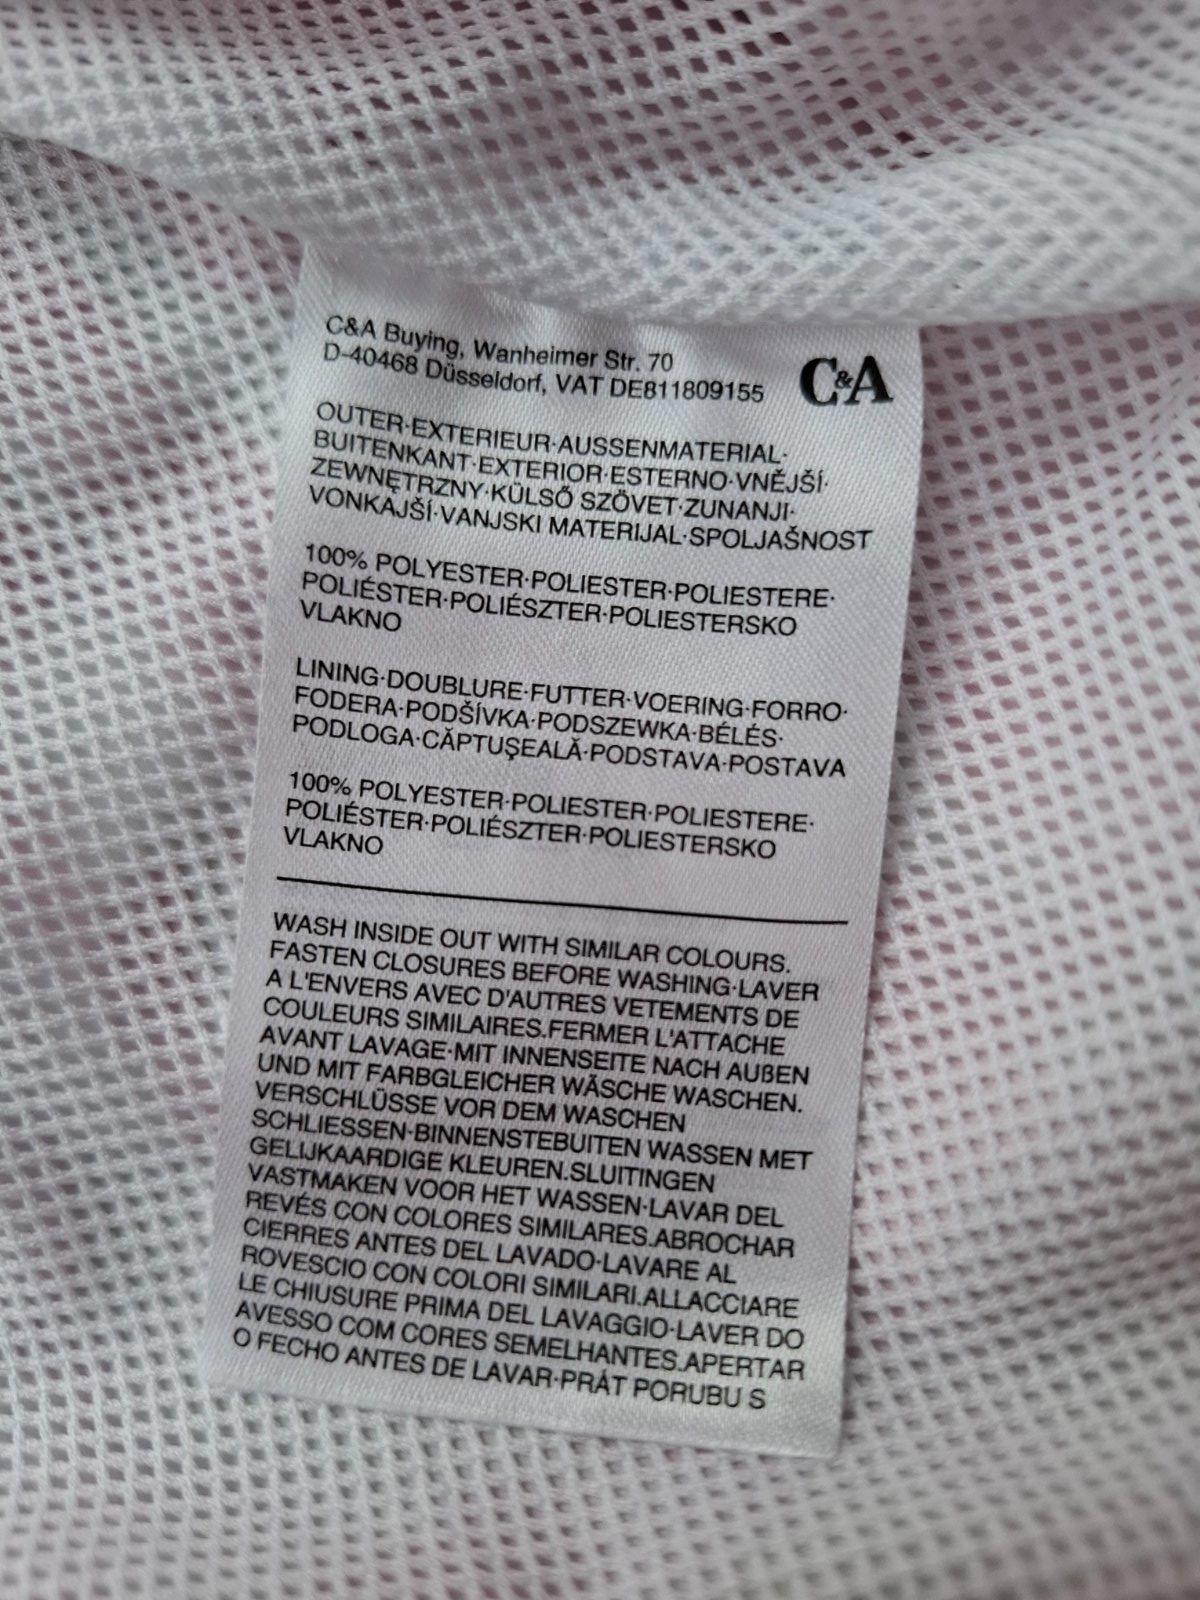 C&A Buying, Wanheimer Str. 70
D-40468 Düsseldorf, VAT DE811809155
C&A
OUTER·EXTERIEUR·AUSSENMATERIAL·
BUITENKANT·EXTERIOR·ESTERNO·VNĚJŠÍ·
ZEWNĘTRZNY·KÜLSŐ SZÖVET·ZUNANJI·
VONKAJŠÍ·VANJSKI MATERIJAL·SPOLJAŠNOST
100% POLYESTER·POLIESTER·POLIESTERE·
POLIÉSTER·POLIÉSZTER·POLIESTERSKO
VLAKNO
LINING·DOUBLURE·FUTTER·VOERING·FORRO·
FODERA·PODŠÍVKA·PODSZEWKA·BÉLÉS·
PODLOGA·CĂPTUŞEALĂ·PODSTAVA·POSTAVA
100% POLYESTER·POLIESTER·POLIESTERE·
POLIÉSTER·POLIÉSZTER·POLIESTERSKO
VLAKNO
WASH INSIDE OUT WITH SIMILAR COLOURS.
FASTEN CLOSURES BEFORE WASHING·LAVER
A L'ENVERS AVEC D'AUTRES VETEMENTS DE
COULEURS SIMILAIRES.FERMER L'ATTACHE
AVANT LAVAGE·MIT INNENSEITE NACH AUßEN
UND MIT FARBGLEICHER WÄSCHE WASCHEN.
VERSCHLÜSSE VOR DEM WASCHEN
SCHLIESSEN·BINNENSTEBUITEN WASSEN MET
GELIJKAARDIGE KLEUREN.SLUITINGEN
VASTMAKEN VOOR HET WASSEN·LAVAR DEL
REVÉS CON COLORES SIMILARES.ABROCHAR
CIERRES ANTES DEL LAVADO·LAVARE AL
ROVESCIO CON COLORI SIMILARI.ALLACCIARE
LE CHIUSURE PRIMA DEL LAVAGGIO·LAVER DO
AVESSO COM CORES SEMELHANTES.APERTAR
O FECHO ANTES DE LAVAR·PRÁT PORUBU S